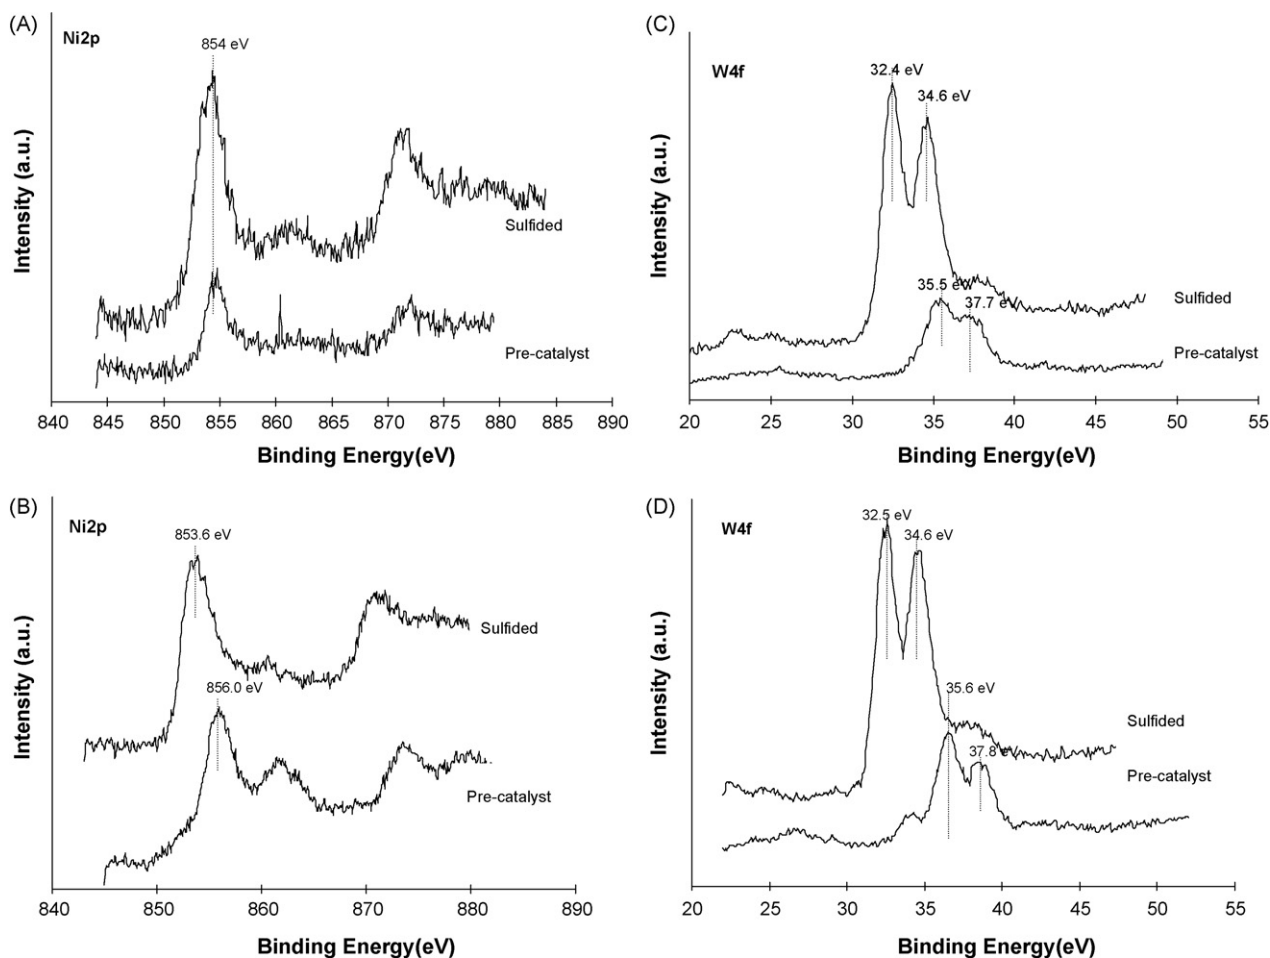 (A)
Ni2p
854 eV
Intensity (a.u.)
Sulfided
Pre-catalyst
840 845 850 855 860 865 870 875 880 885 890
Binding Energy(eV)
(C)
W4f
32.4 eV
34.6 eV
Intensity (a.u.)
35.5 eV
37.7 eV
Sulfided
Pre-catalyst
20 25 30 35 40 45 50 55
Binding Energy(eV)
(B)
Ni2p
853.6 eV
Intensity (a.u.)
Sulfided
856.0 eV
Pre-catalyst
840 850 860 870 880 890
Binding Energy(eV)
(D)
W4f
32.5 eV
34.6 eV
Intensity (a.u.)
35.6 eV
Sulfided
37.8 eV
Pre-catalyst
20 25 30 35 40 45 50 55
Binding Energy(eV)